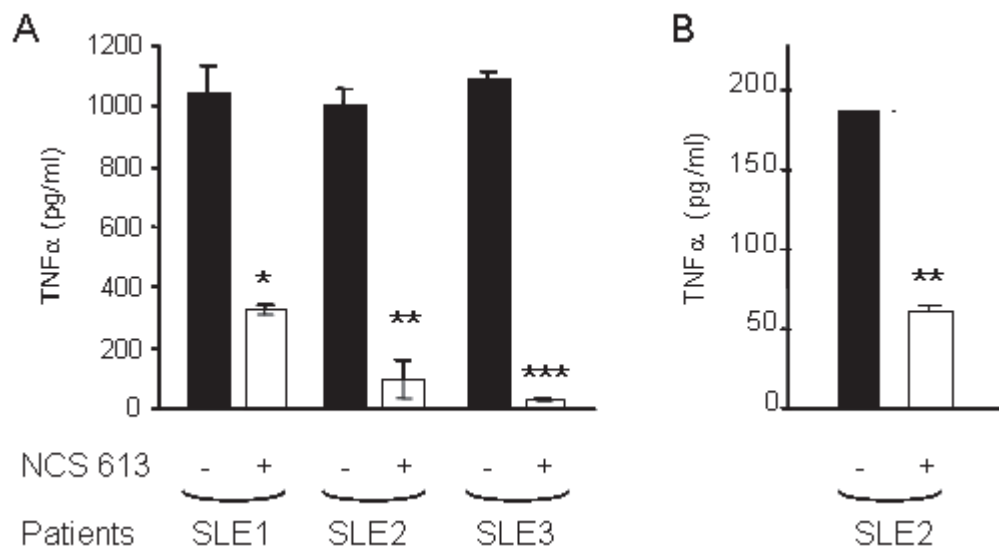 A
B
TNFα (pg/ml)
1200
1000
800
600
400
200
0
*
**
***
TNFα (pg/ml)
200
150
100
50
0
**
NCS 613 - + - + - + - +
Patients SLE1 SLE2 SLE3 SLE2